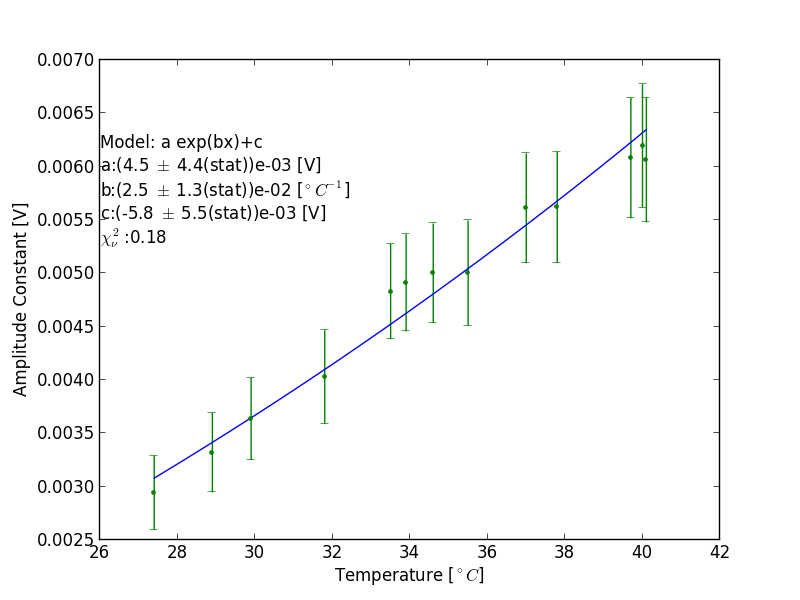 0.0070
0.0065
0.0060
0.0055
0.0050
0.0045
0.0040
0.0035
0.0030
0.0025
Amplitude Constant [V]
Model: a exp(bx)+c
a:(4.5 ± 4.4(stat))e-03 [V]
b:(2.5 ± 1.3(stat))e-02 [°C⁻¹]
c:(-5.8 ± 5.5(stat))e-03 [V]
χ²ᵥ :0.18
26 28 30 32 34 36 38 40 42
Temperature [°C]